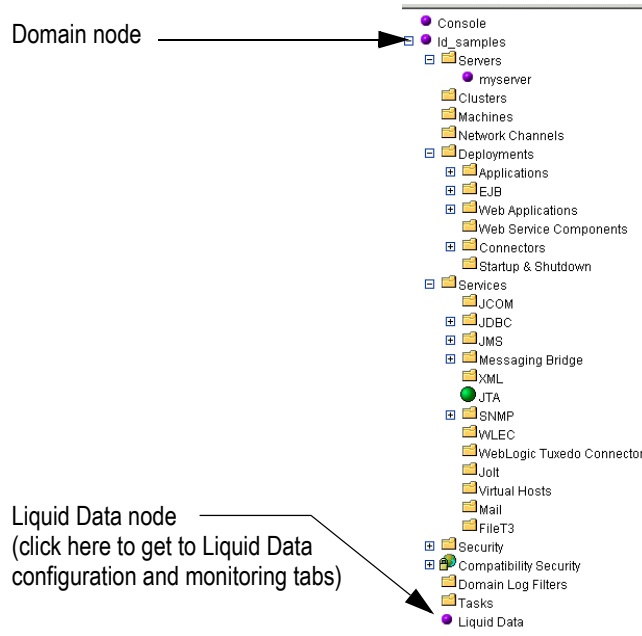 Domain node
Console
ld_samples
Servers
myserver
Clusters
Machines
Network Channels
Deployments
Applications
EJB
Web Applications
Web Service Components
Connectors
Startup & Shutdown
Services
JCOM
JDBC
JMS
Messaging Bridge
XML
JTA
SNMP
WLEC
WebLogic Tuxedo Connector
Jolt
Virtual Hosts
Mail
FileT3
Liquid Data node
(click here to get to Liquid Data
configuration and monitoring tabs)
Security
Compatibility Security
Domain Log Filters
Tasks
Liquid Data